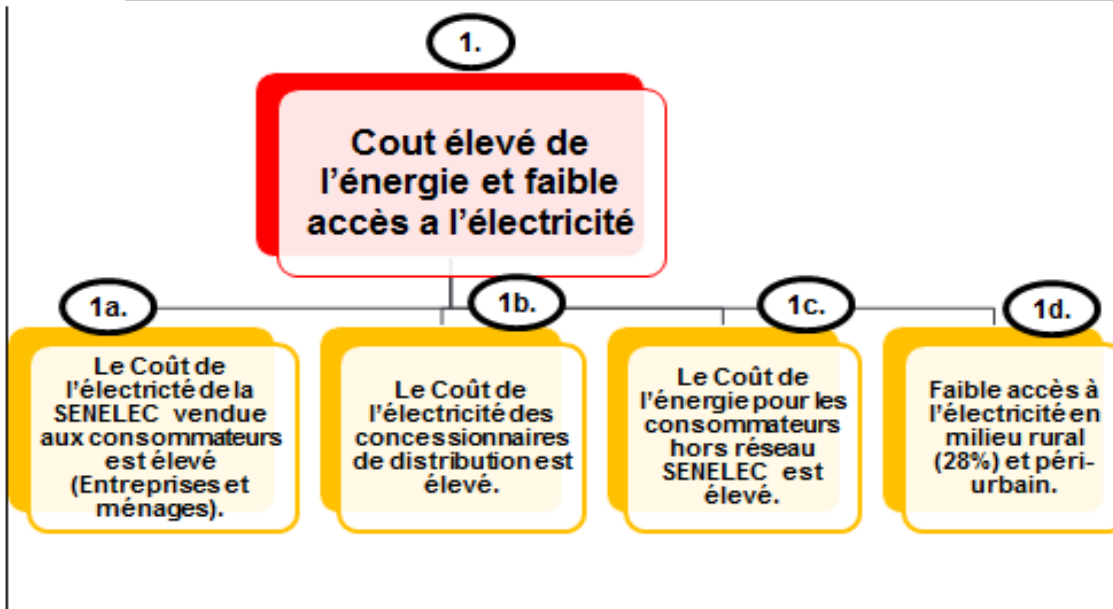 1.
Cout élevé de
l’énergie et faible
accès a l’électricité
1a.
Le Coût de
l’électricté de la
SENELEC vendue
aux consommateurs
est élevé
(Entreprises et
ménages).
1b.
Le Coût de
l’électricité des
concessionnaires
de distribution est
élevé.
1c.
Le Coût de
l’énergie pour les
consommateurs
hors réseau
SENELEC est
élevé.
1d.
Faible accès à
l’électricité en
milieu rural
(28%) et péri-
urbain.